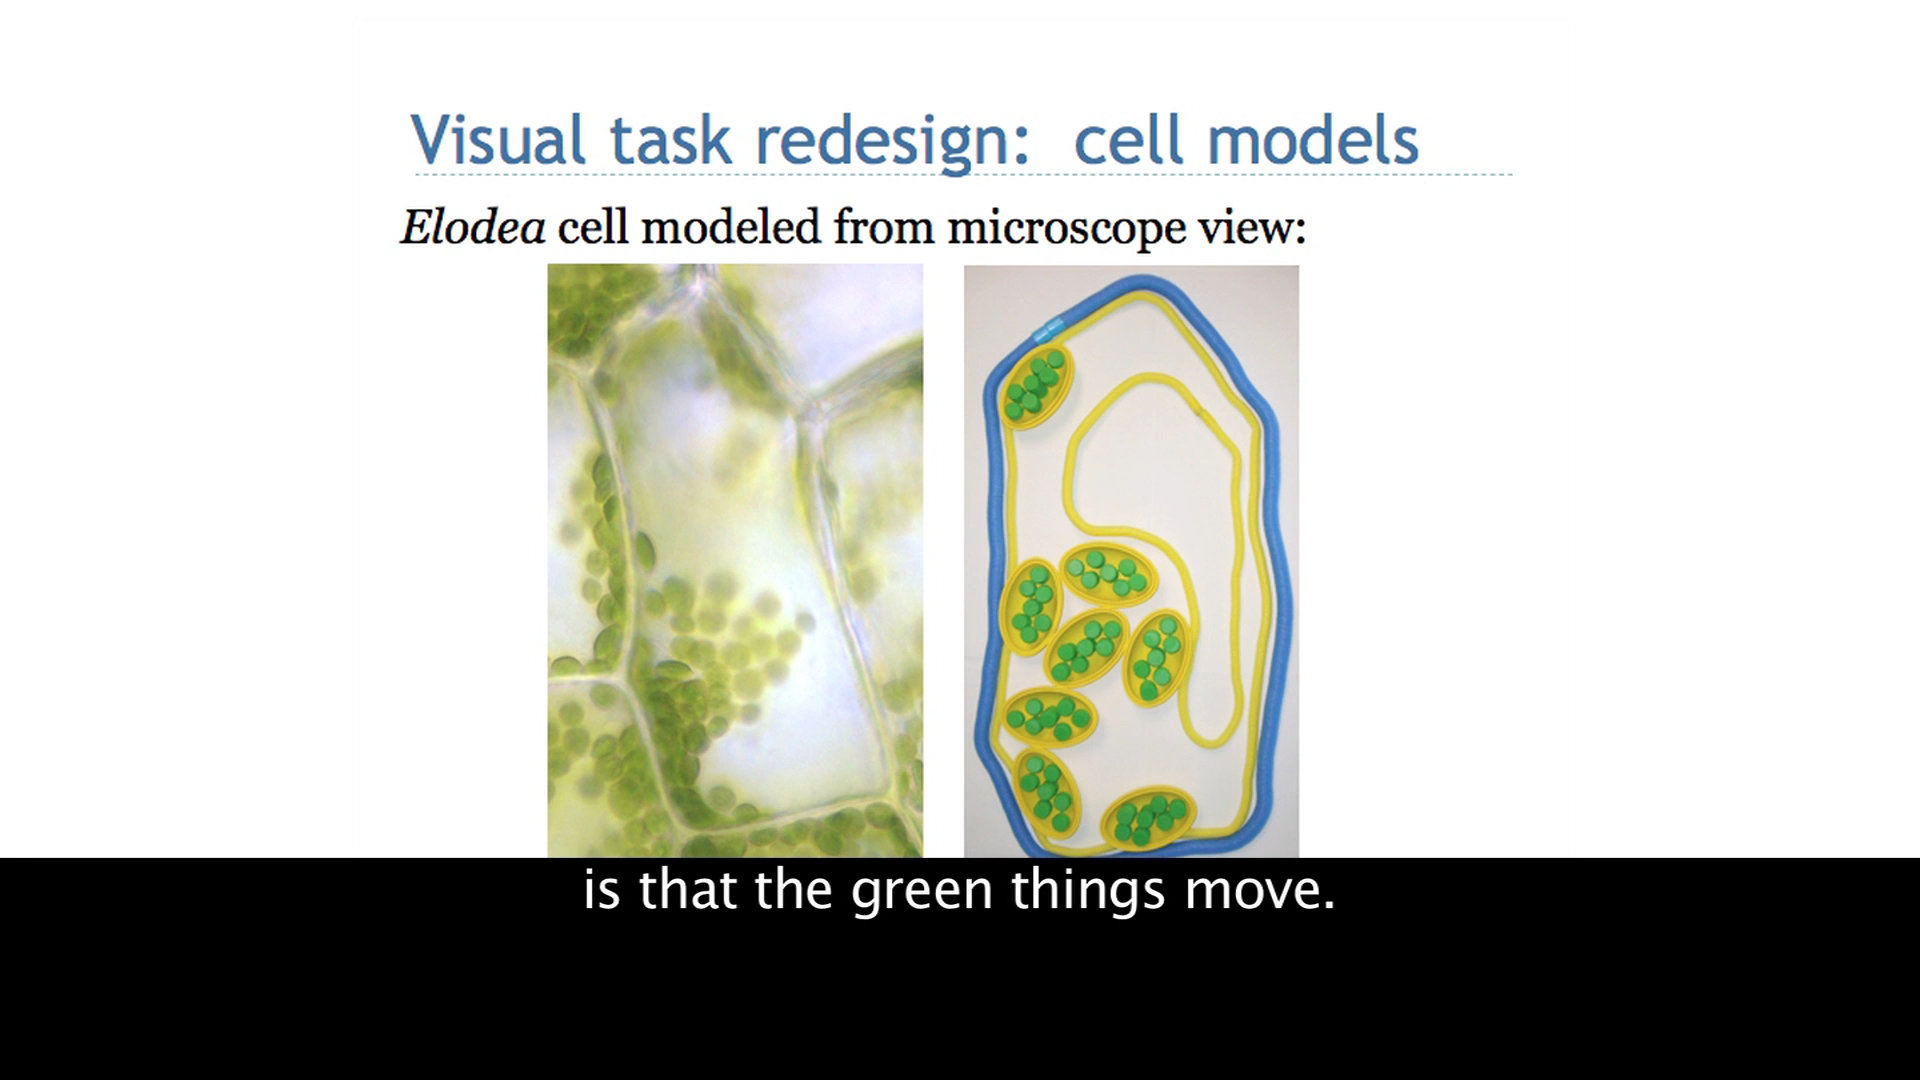 Visual task redesign: cell models
Elodea cell modeled from microscope view:
is that the green things move.